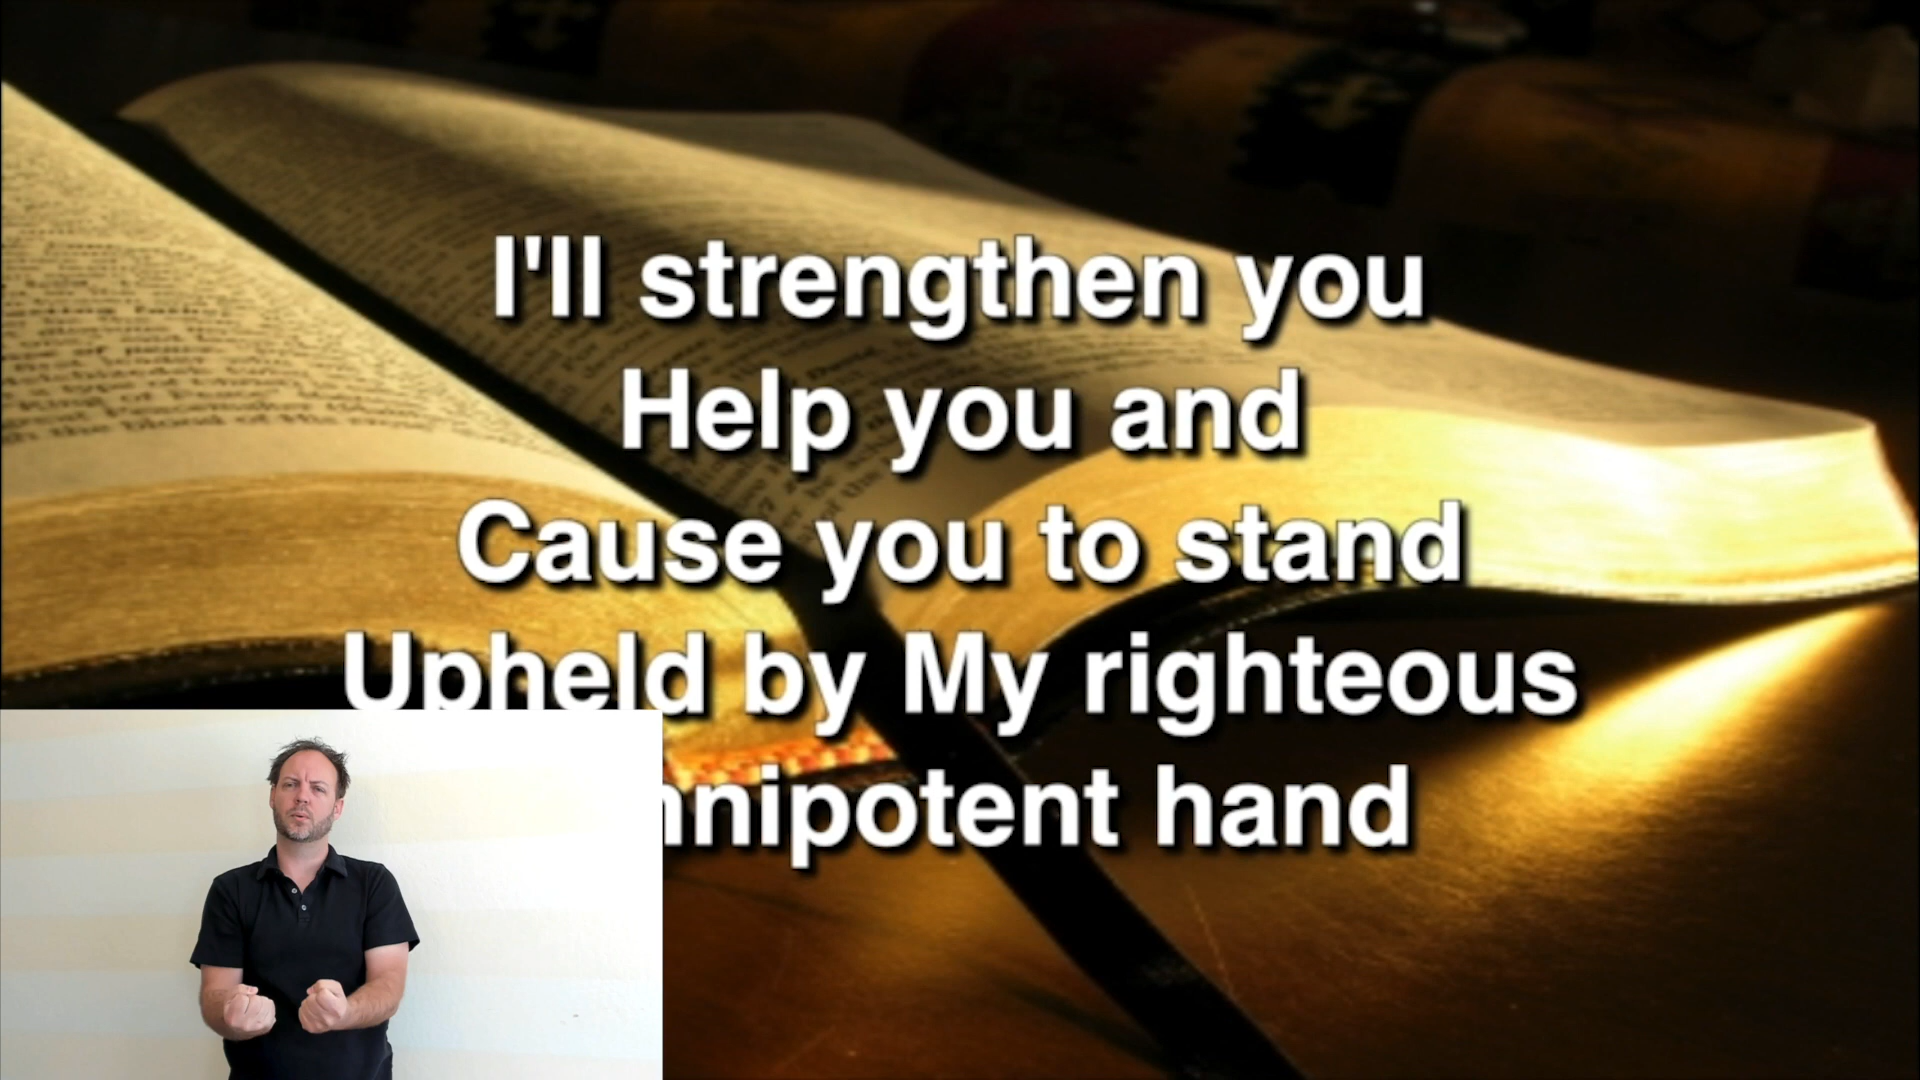 I'll strengthen you
Help you and
Cause you to stand
Upheld by My righteous
hand